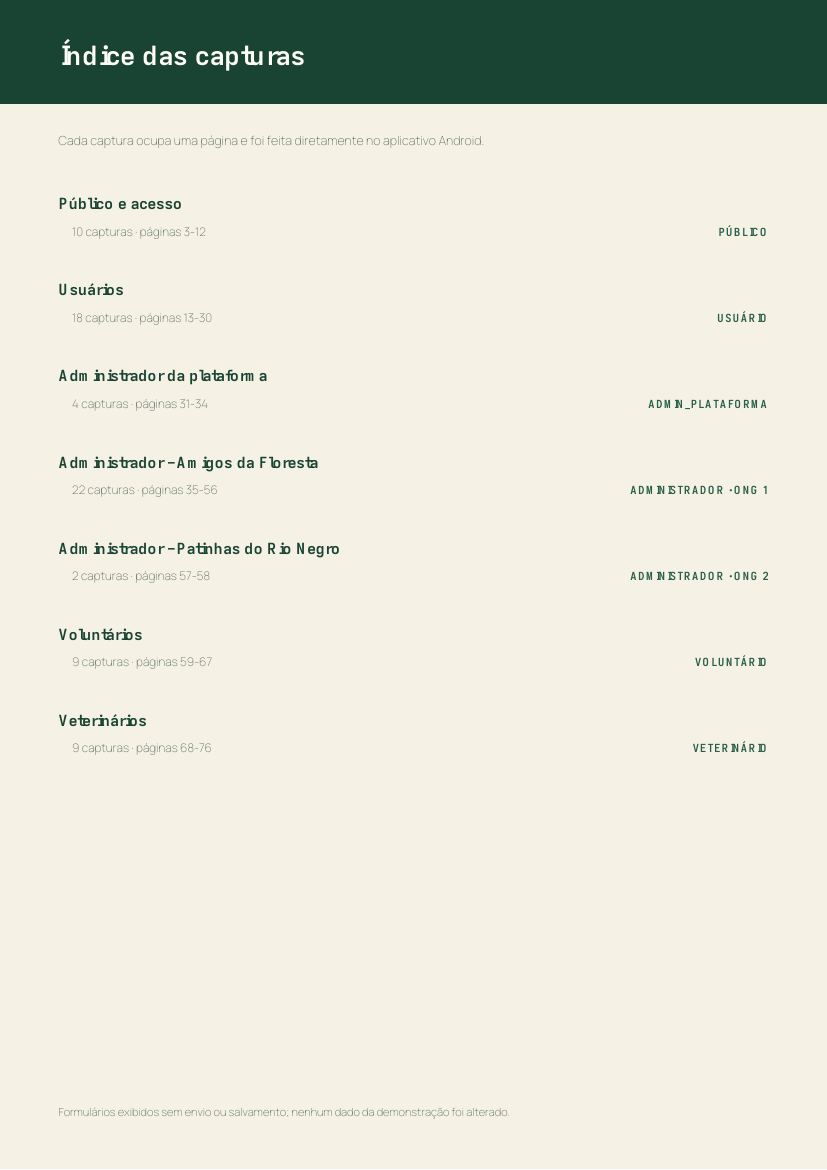 Índice das capturas
Cada captura ocupa uma página e foi feita diretamente no aplicativo Android.
Público e acesso
10 capturas · páginas 3-12
PÚBLICO
Usuários
18 capturas · páginas 13-30
USUÁRIO
Administrador da plataforma
4 capturas · páginas 31-34
ADMIN_PLATAFORMA
Administrador - Amigos da Floresta
22 capturas · páginas 35-56
ADMINISTRADOR · ONG 1
Administrador - Patinhas do Rio Negro
2 capturas · páginas 57-58
ADMINISTRADOR · ONG 2
Voluntários
9 capturas · páginas 59-67
VOLUNTÁRIO
Veterinários
9 capturas · páginas 68-76
VETERINÁRIO
Formulários exibidos sem envio ou salvamento; nenhum dado da demonstração foi alterado.